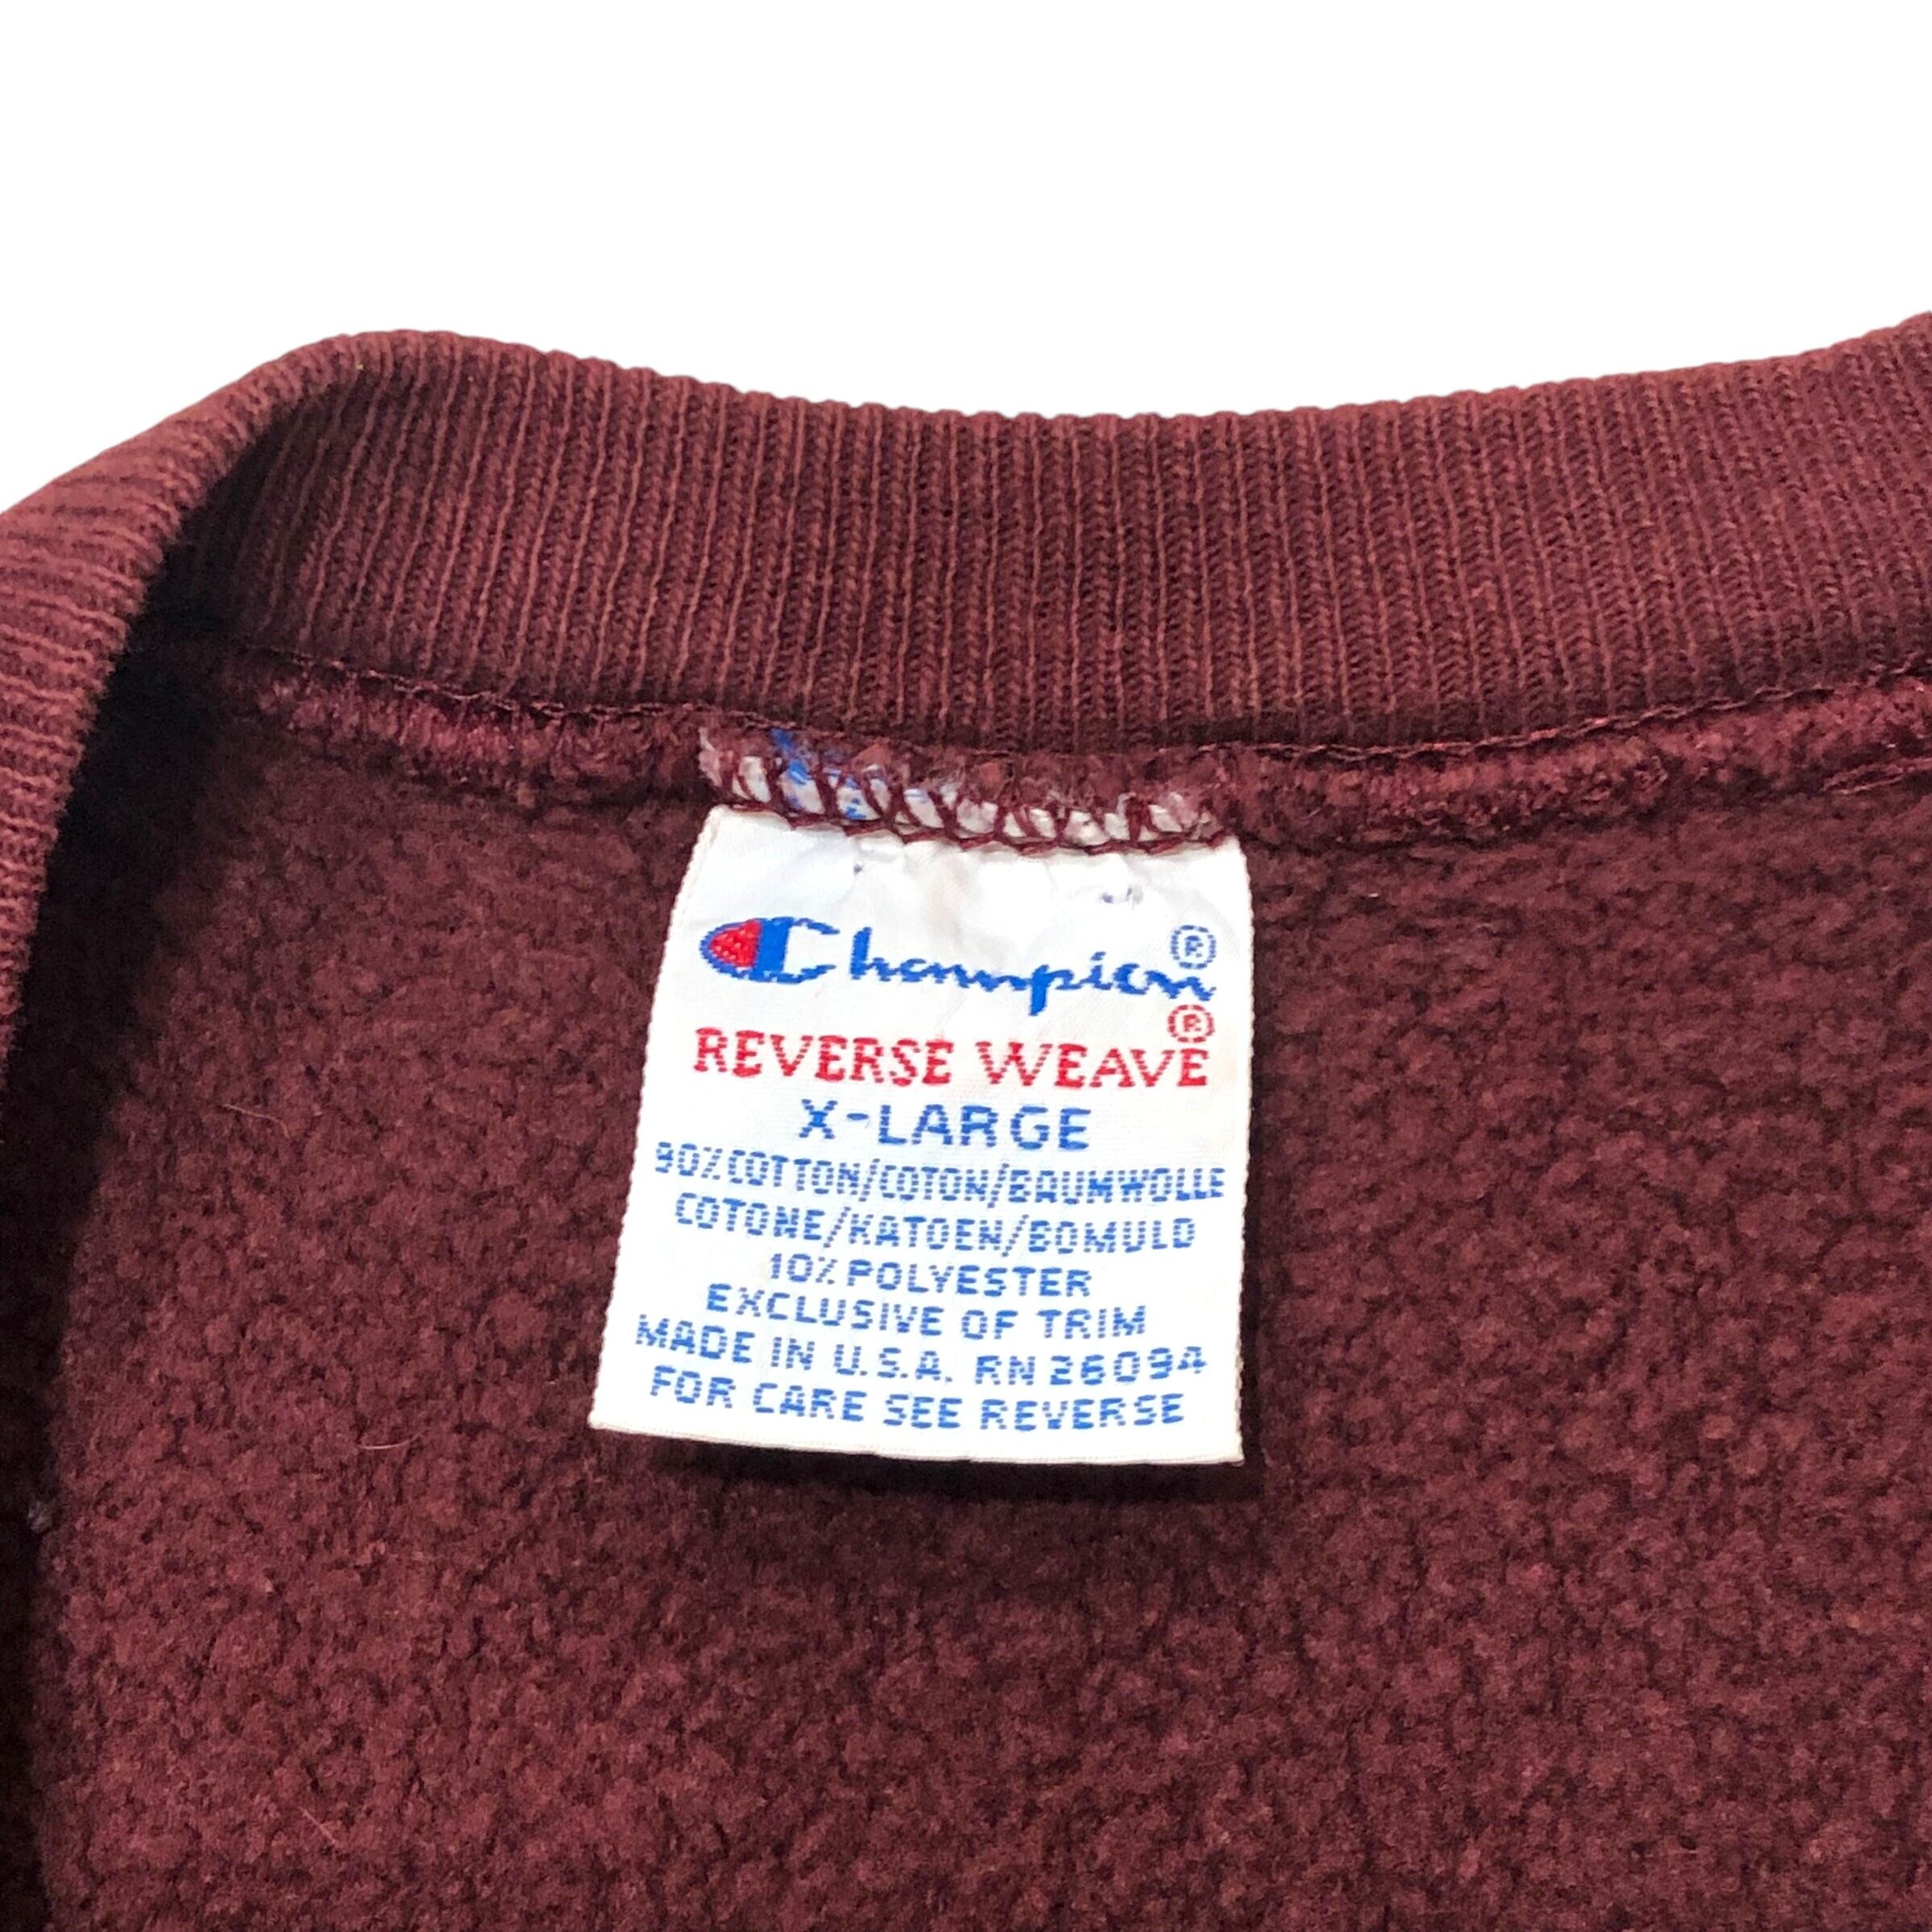 Champion®
REVERSE WEAVE®
X-LARGE
90% COTTON/COTON/BAUMWOLLE
COTONE/KATOEN/BOMULD
10% POLYESTER
EXCLUSIVE OF TRIM
MADE IN U.S.A. RN 26094
FOR CARE SEE REVERSE